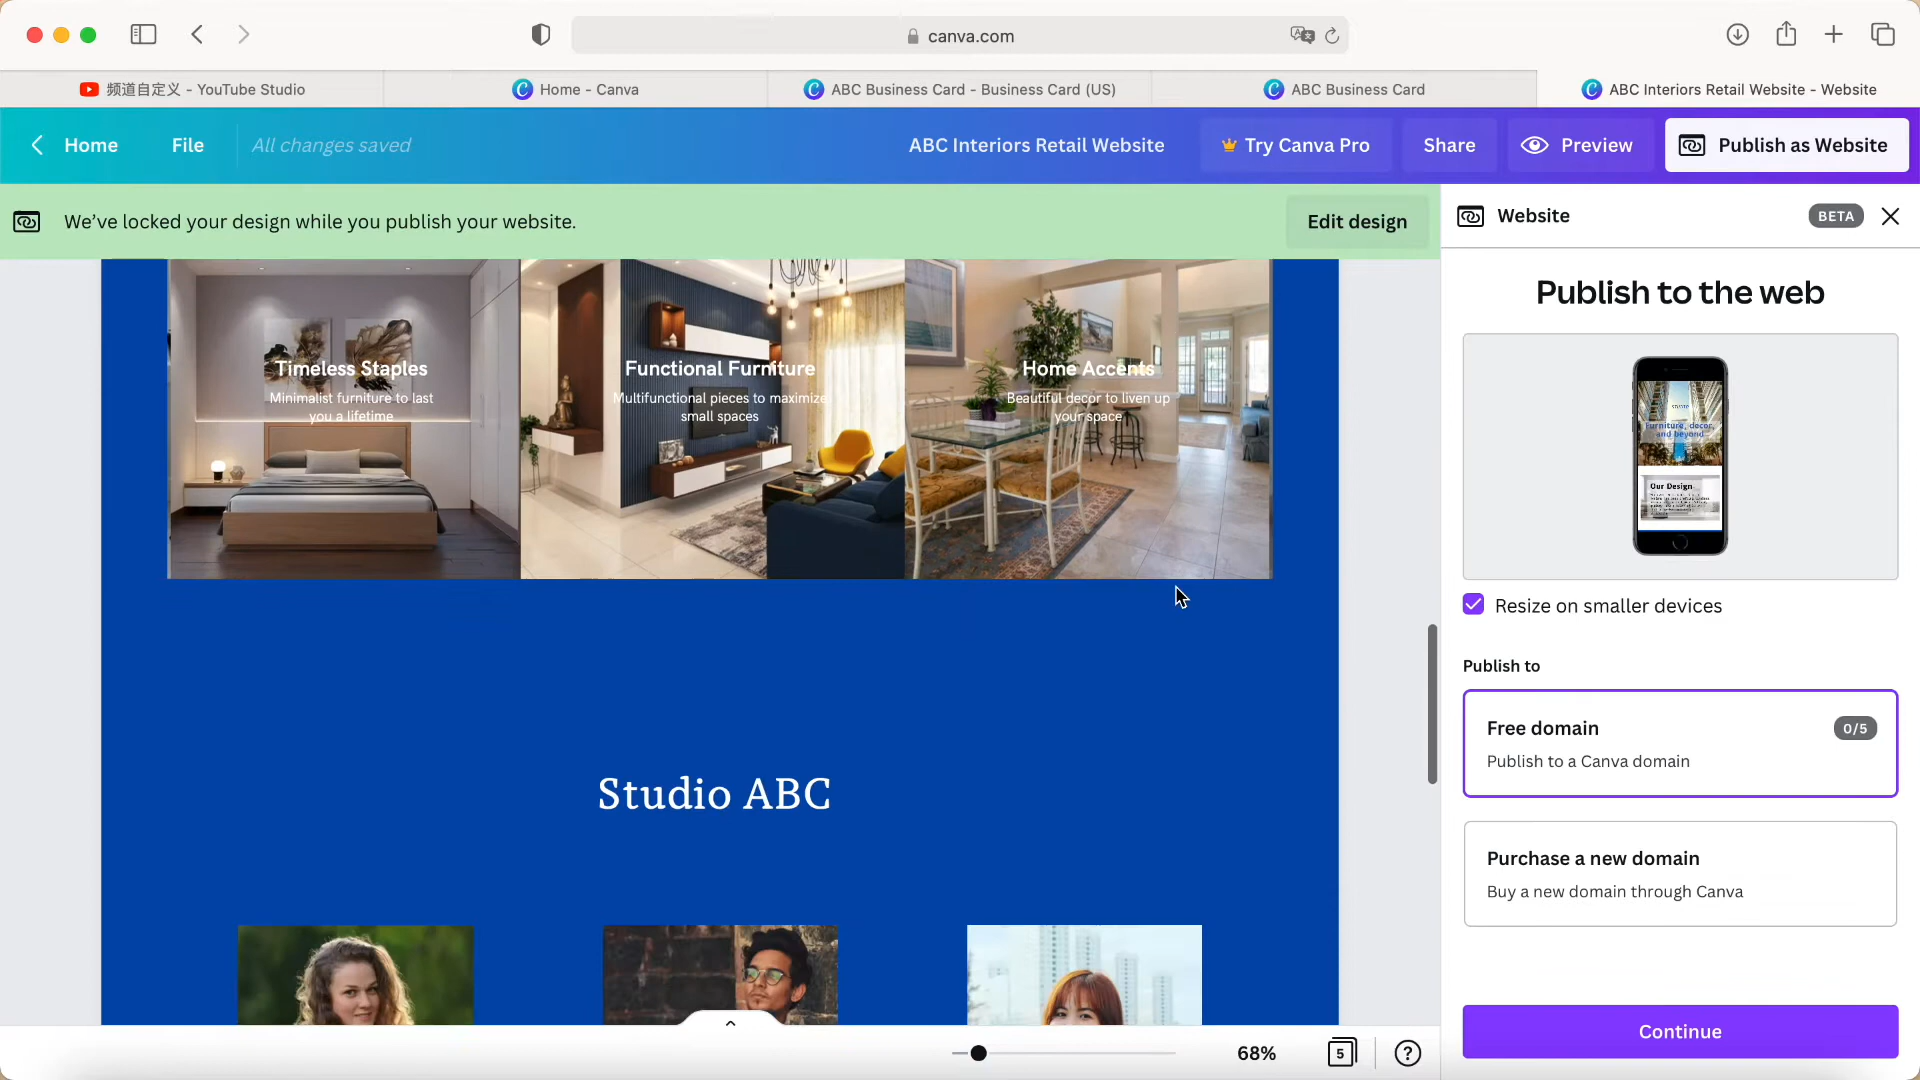 canva.com
频道自定义 - YouTube Studio
Home - Canva
ABC Business Card - Business Card (US)
ABC Business Card
ABC Interiors Retail Website - Website
Home
File
All changes saved
ABC Interiors Retail Website
Try Canva Pro
Share
Preview
Publish as Website
We've locked your design while you publish your website.
Edit design
Website
BETA
Timeless Staples
Minimalist furniture to last
you a lifetime
Functional Furniture
Multifunctional pieces to maximize
small spaces
Home Accents
Beautiful decor to liven up
your space
Studio ABC
Publish to the web
Furniture, decor,
and beyond
Our Design
Resize on smaller devices
Publish to
Free domain
0/5
Publish to a Canva domain
Purchase a new domain
Buy a new domain through Canva
Continue
68%
5
?